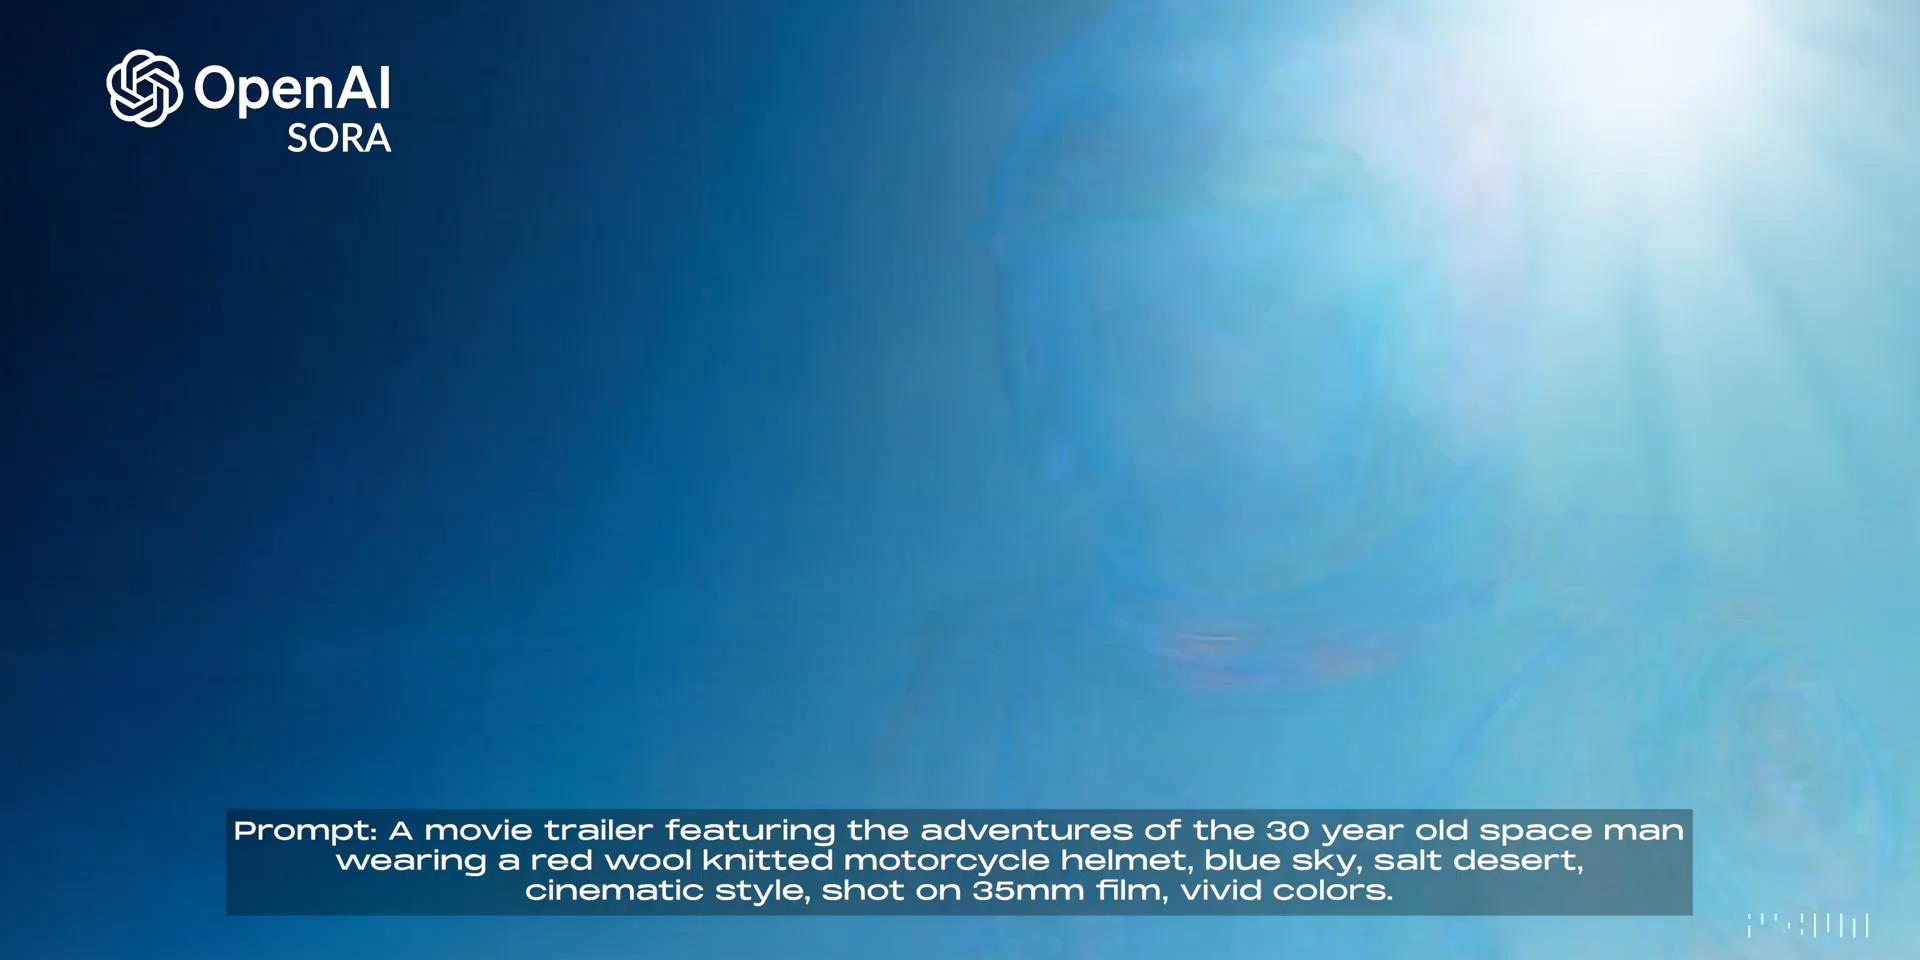 OpenAI
SORA
Prompt: A movie trailer featuring the adventures of the 30 year old space man
wearing a red wool knitted motorcycle helmet, blue sky, salt desert,
cinematic style, shot on 35mm film, vivid colors.